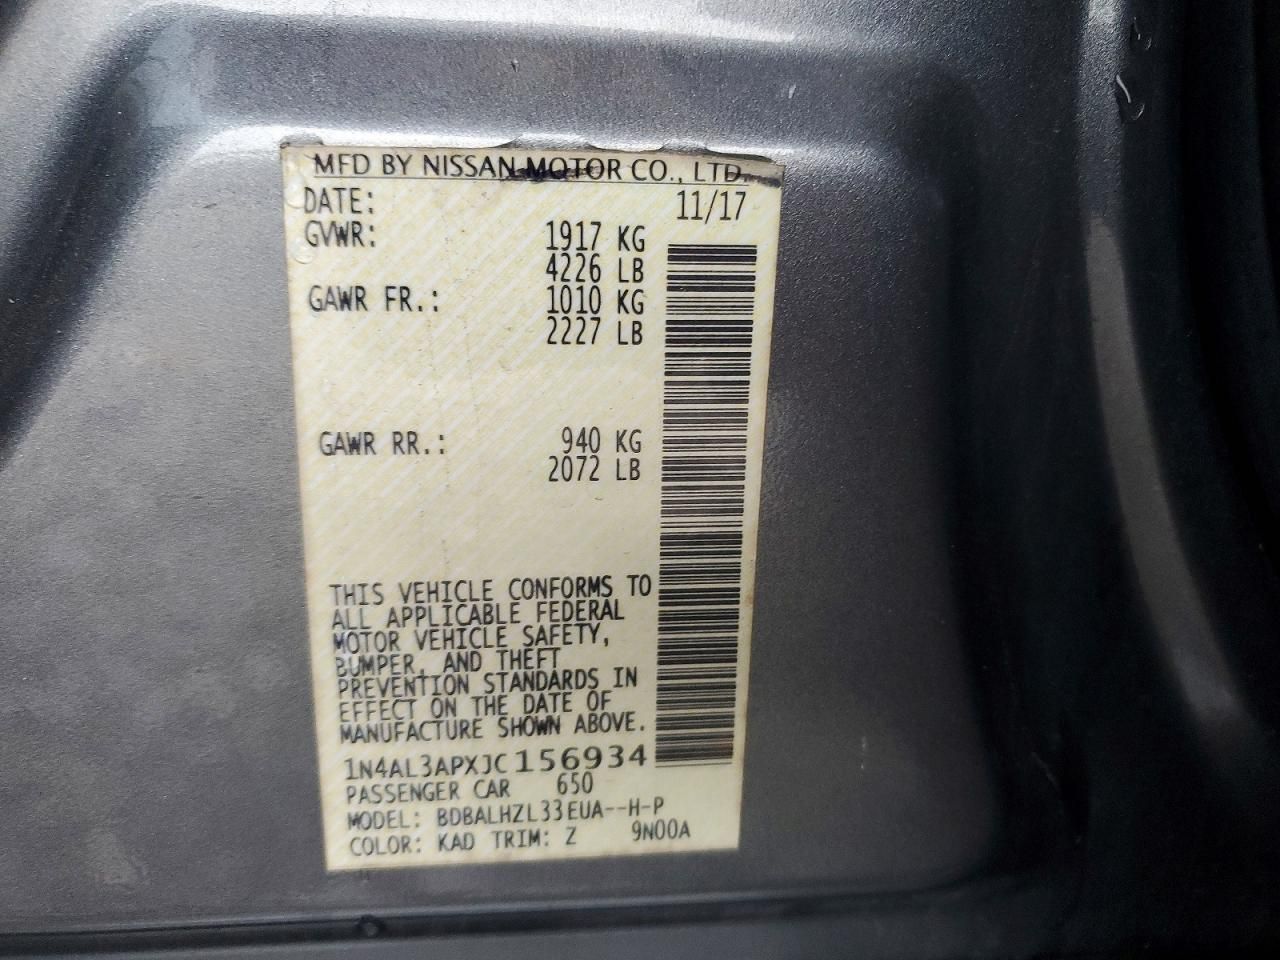 MFD BY NISSAN MOTOR CO., LTD.
DATE: 11/17
GVWR: 1917 KG
4226 LB
GAWR FR.: 1010 KG
2227 LB
GAWR RR.: 940 KG
2072 LB
THIS VEHICLE CONFORMS TO
ALL APPLICABLE FEDERAL
MOTOR VEHICLE SAFETY,
BUMPER, AND THEFT
PREVENTION STANDARDS IN
EFFECT ON THE DATE OF
MANUFACTURE SHOWN ABOVE.
1N4AL3APXJC156934
PASSENGER CAR 650
MODEL: BDBALHZL33EUA--H-P
COLOR: KAD TRIM: Z 9N00A